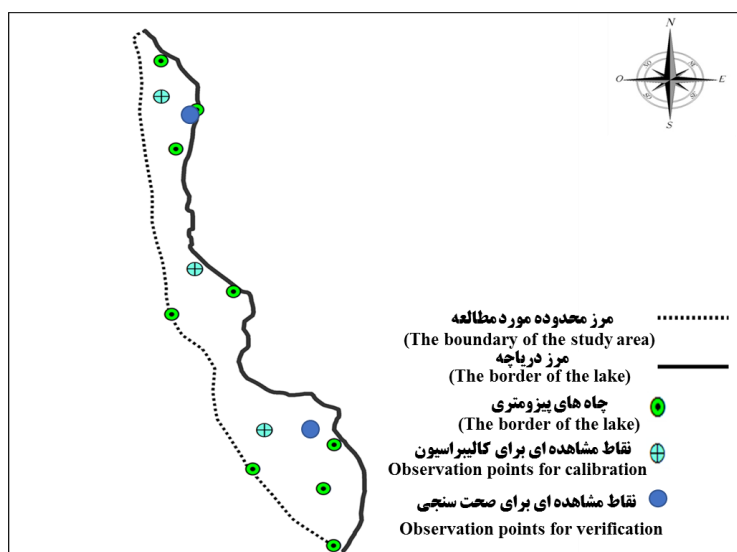 N
O
E
S
مرز محدوده مورد مطالعه
(The boundary of the study area)
مرز دریاچه
(The border of the lake)
چاه های پیزومتری
(The border of the lake)
نقاط مشاهده ای برای کالیبراسیون
Observation points for calibration
نقاط مشاهده ای برای صحت سنجی
Observation points for verification